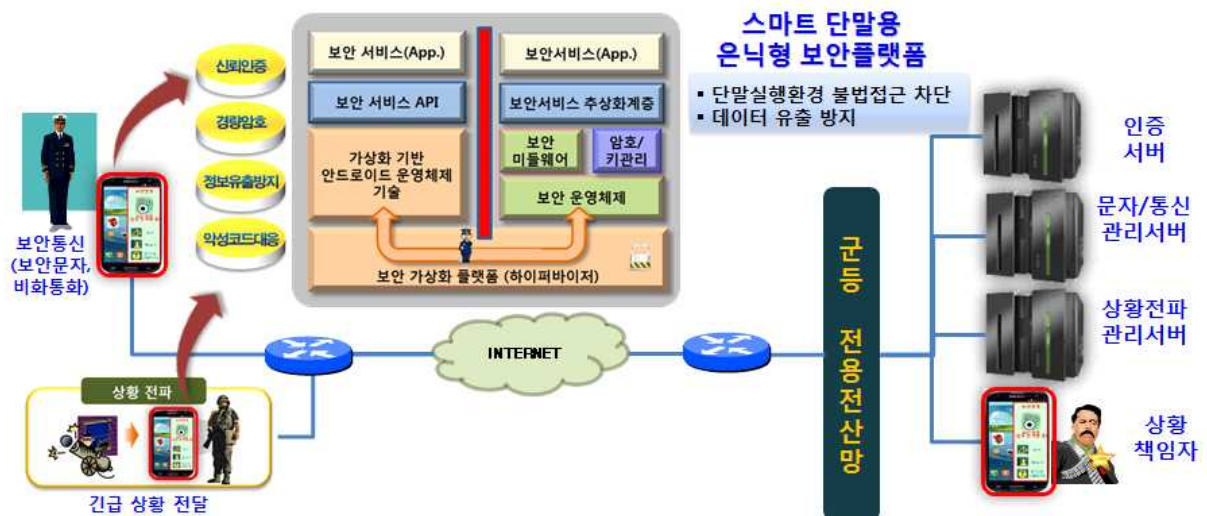 스마트 단말용
은닉형 보안플랫폼
▪ 단말실행환경 불법접근 차단
▪ 데이터 유출 방지
신뢰인증
경량암호
정보유출방지
악성코드대응
보안 서비스(App.)
보안 서비스 API
가상화 기반
안드로이드 운영체제
기술
보안서비스(App.)
보안서비스 추상화계층
보안
미들웨어
암호/
키관리
보안 운영체제
보안 가상화 플랫폼 (하이퍼바이저)
보안통신
(보안문자,
비화통화)
INTERNET
상황 전파
긴급 상황 전달
군등 전용전산망
인증
서버
문자/통신
관리서버
상황전파
관리서버
상황
책임자